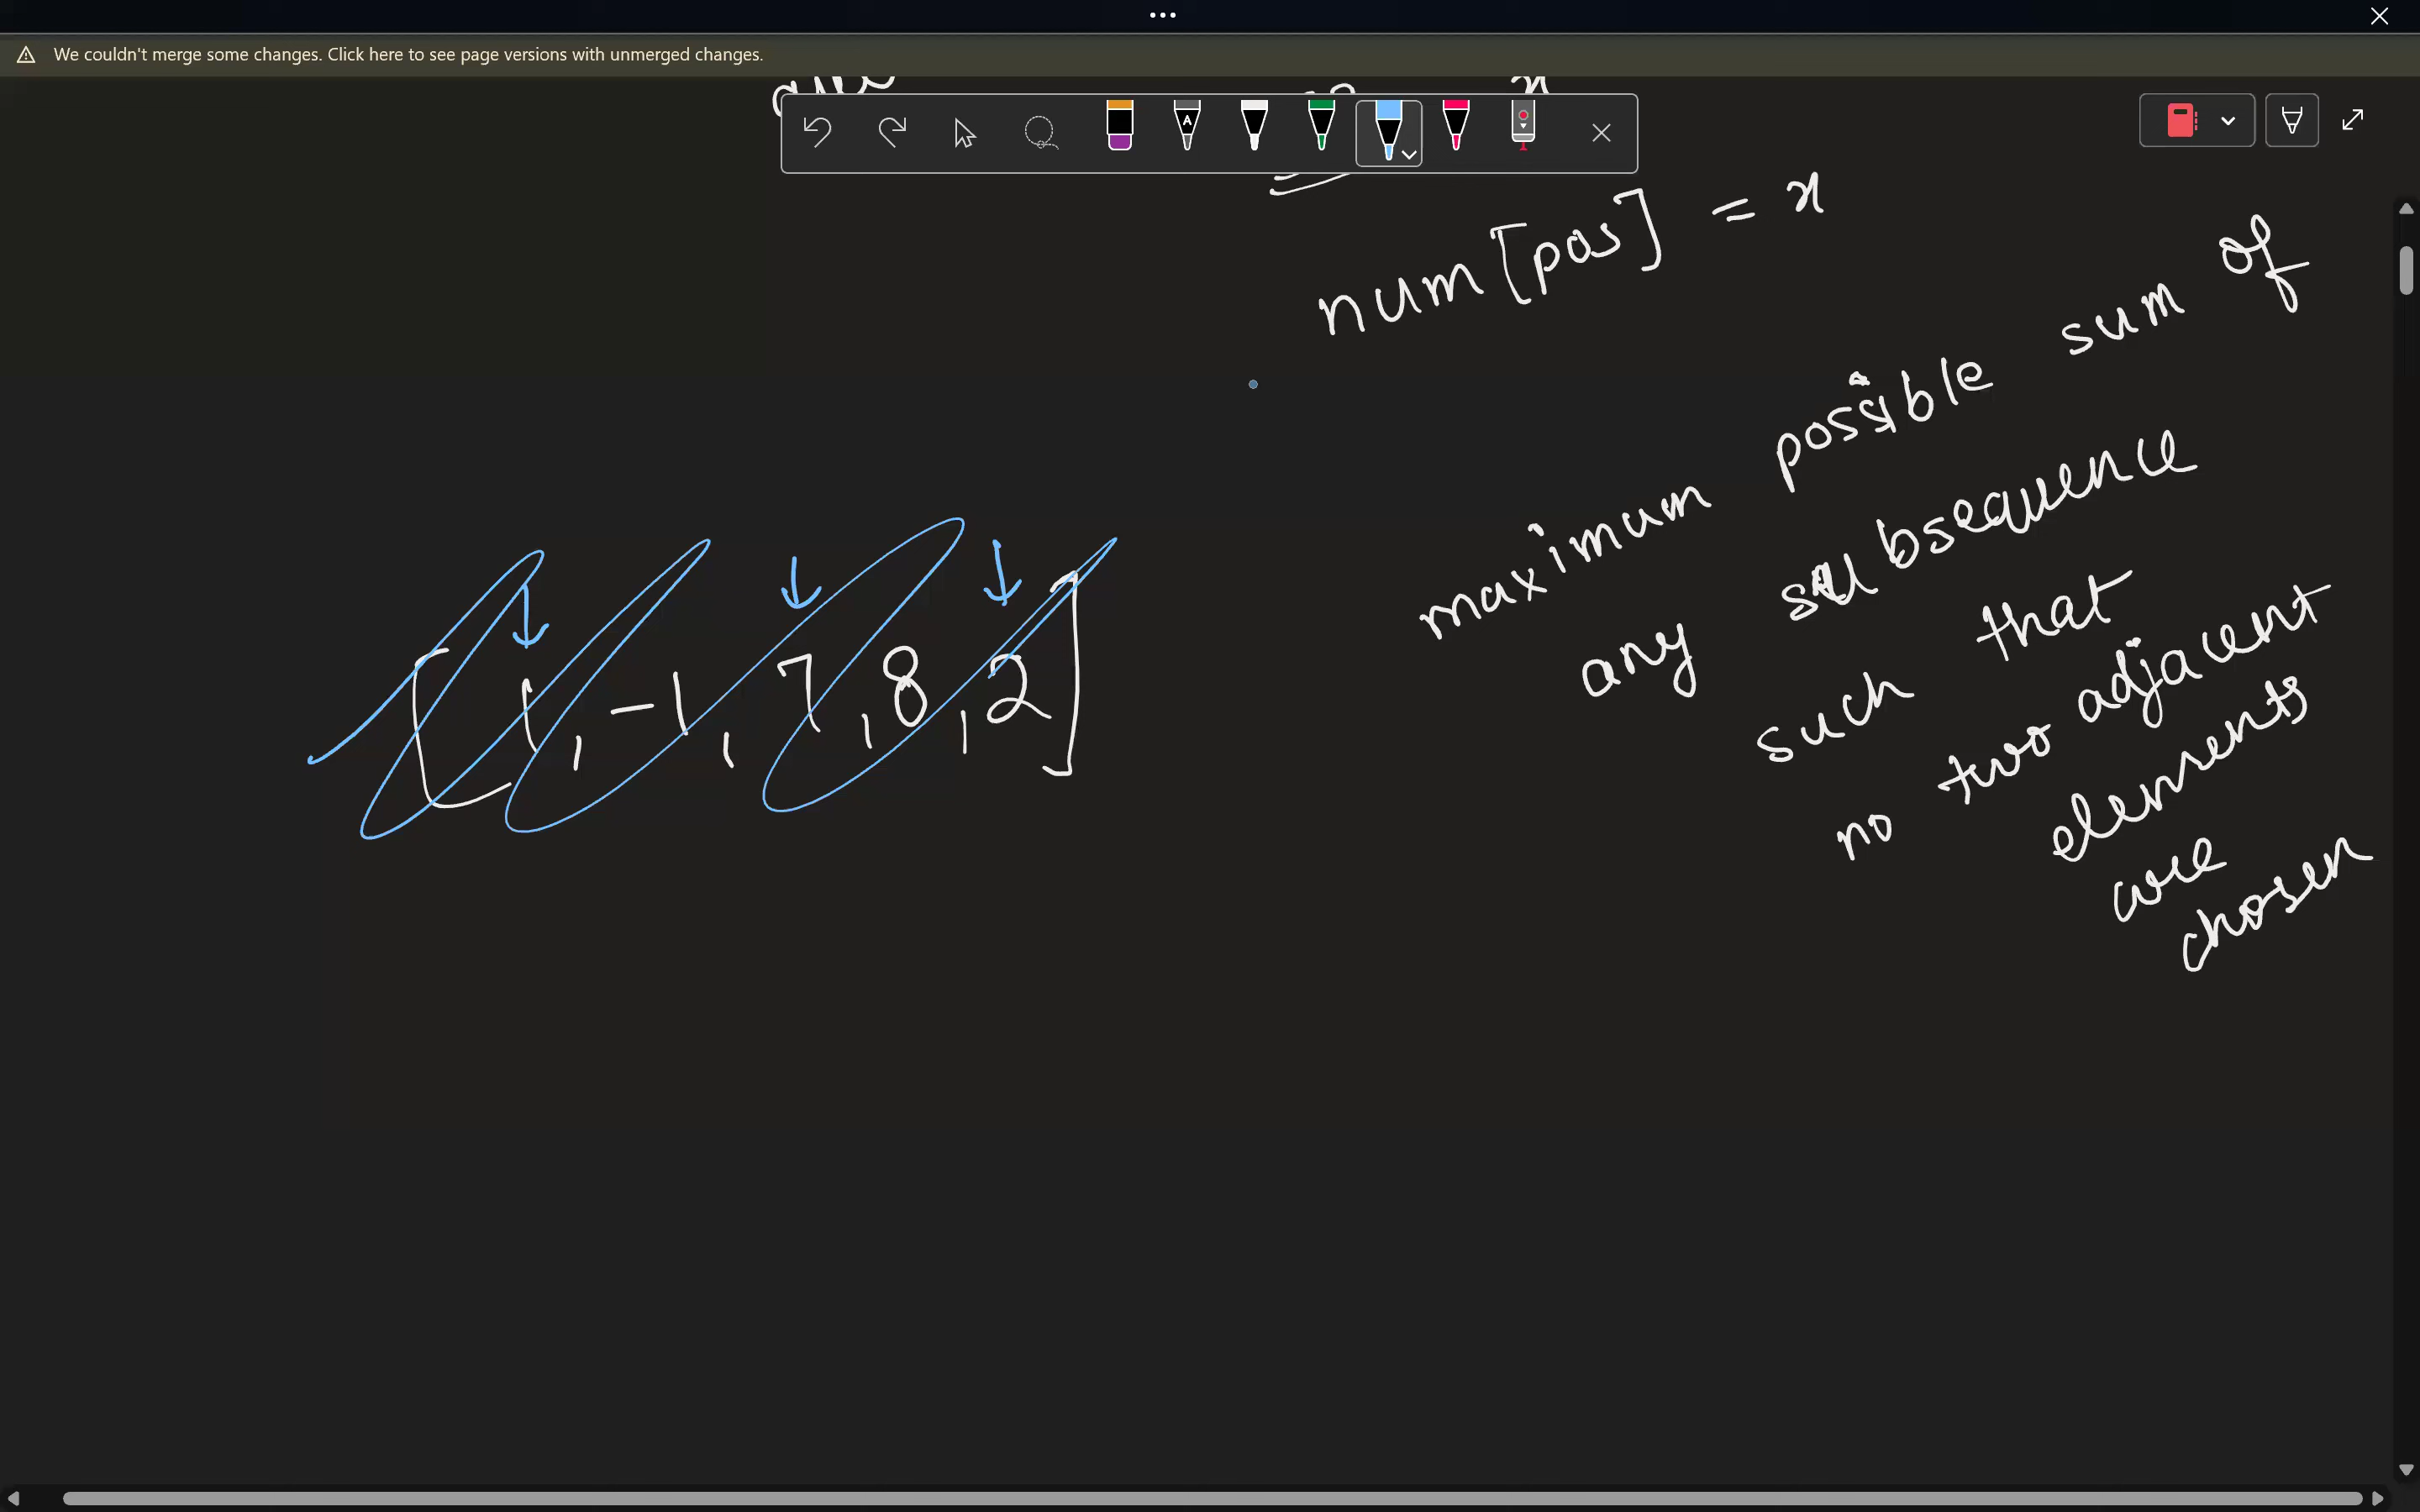 We couldn't merge some changes. Click here to see page versions with unmerged changes.
num[pos] = x
maximum possible sum of
any subsequence
such that
no two adjacent
elements
are
chosen
[1, -1, 7, 8, 2]